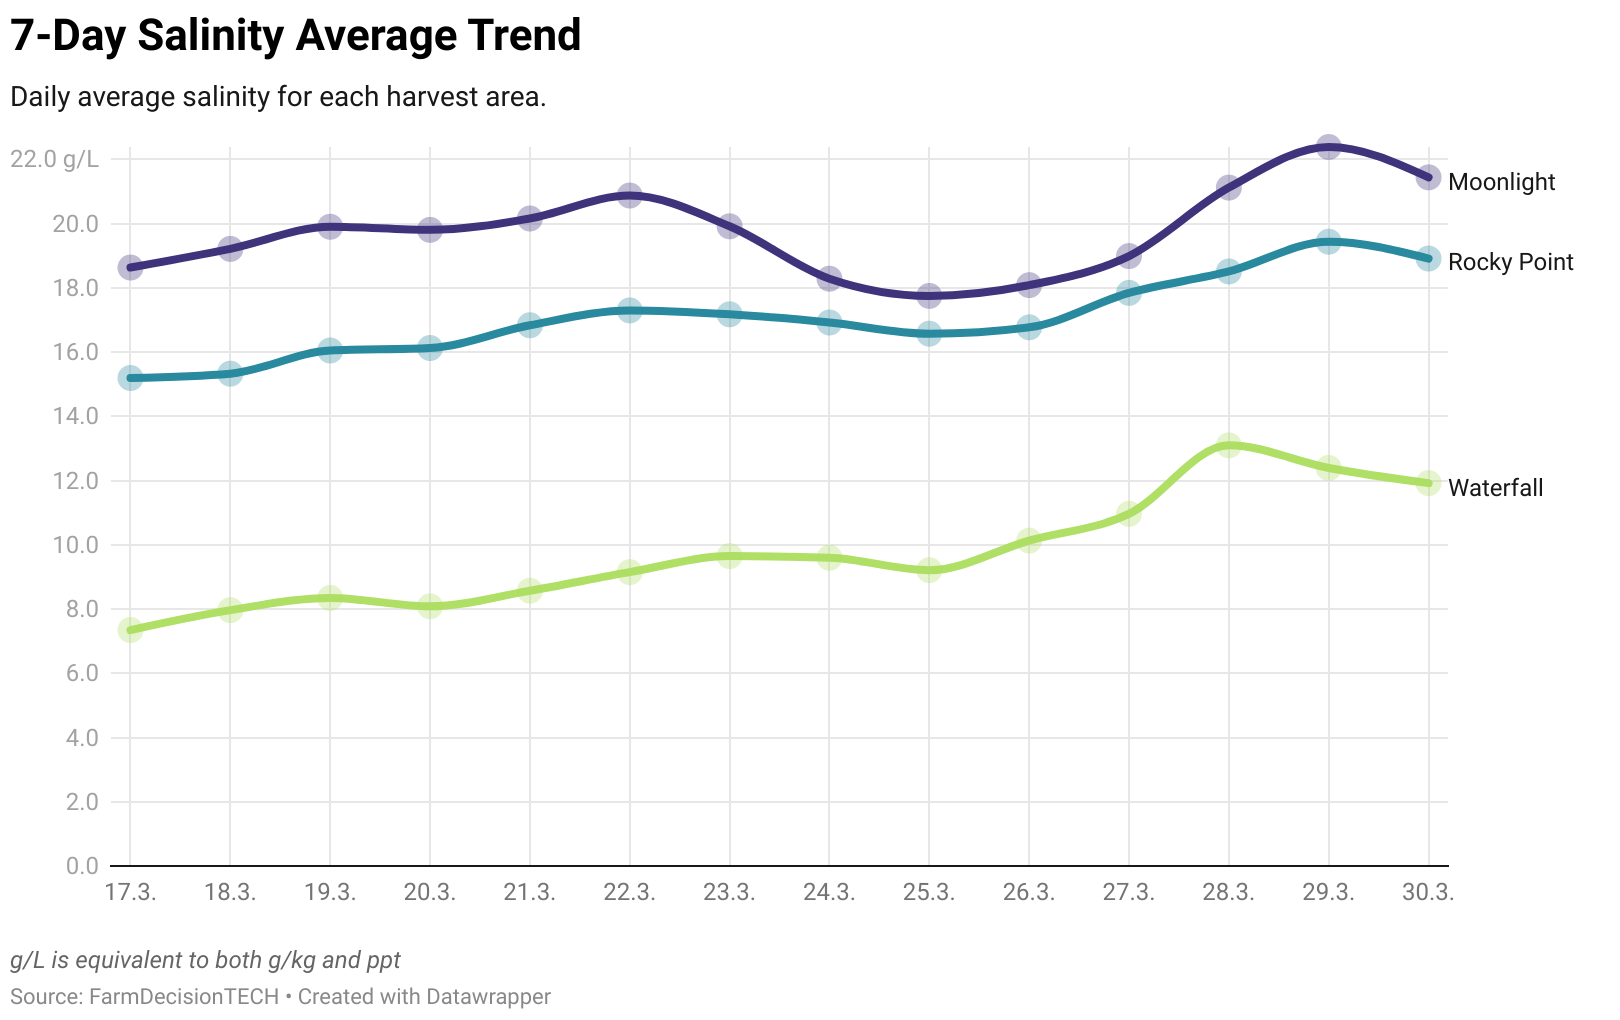 7-Day Salinity Average Trend
Daily average salinity for each harvest area.
22.0 g/L
20.0
18.0
16.0
14.0
12.0
10.0
8.0
6.0
4.0
2.0
0.0
Moonlight
Rocky Point
Waterfall
17.3. 18.3. 19.3. 20.3. 21.3. 22.3. 23.3. 24.3. 25.3. 26.3. 27.3. 28.3. 29.3. 30.3.
g/L is equivalent to both g/kg and ppt
Source: FarmDecisionTECH • Created with Datawrapper